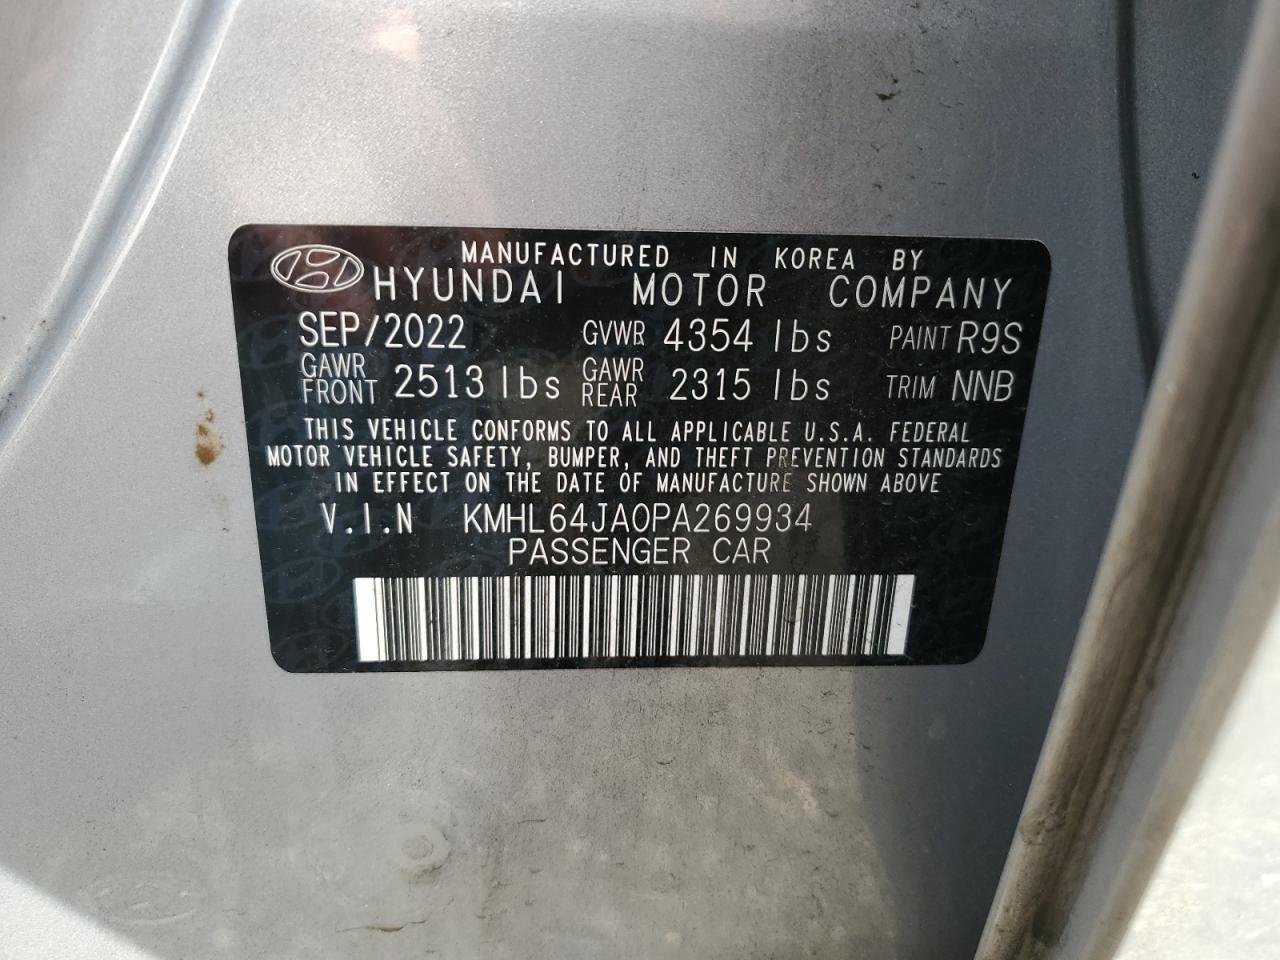 MANUFACTURED IN KOREA BY
HYUNDAI MOTOR COMPANY
SEP/2022 GVWR 4354 lbs PAINT R9S
GAWR FRONT 2513 lbs GAWR REAR 2315 lbs TRIM NNB
THIS VEHICLE CONFORMS TO ALL APPLICABLE U.S.A. FEDERAL
MOTOR VEHICLE SAFETY, BUMPER, AND THEFT PREVENTION STANDARDS
IN EFFECT ON THE DATE OF MANUFACTURE SHOWN ABOVE
V.I.N KMHL64JA0PA269934
PASSENGER CAR